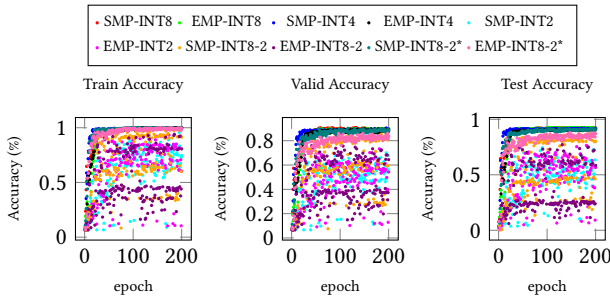 SMP-INT8 EMP-INT8 SMP-INT4 EMP-INT4 SMP-INT2
EMP-INT2 SMP-INT8-2 EMP-INT8-2 SMP-INT8-2* EMP-INT8-2*
Train Accuracy Valid Accuracy Test Accuracy
Accuracy (%)
1
0.5
0
0 100 200
epoch
Accuracy (%)
0.8
0.6
0.4
0.2
0
0 100 200
epoch
Accuracy (%)
1
0.5
0
0 100 200
epoch